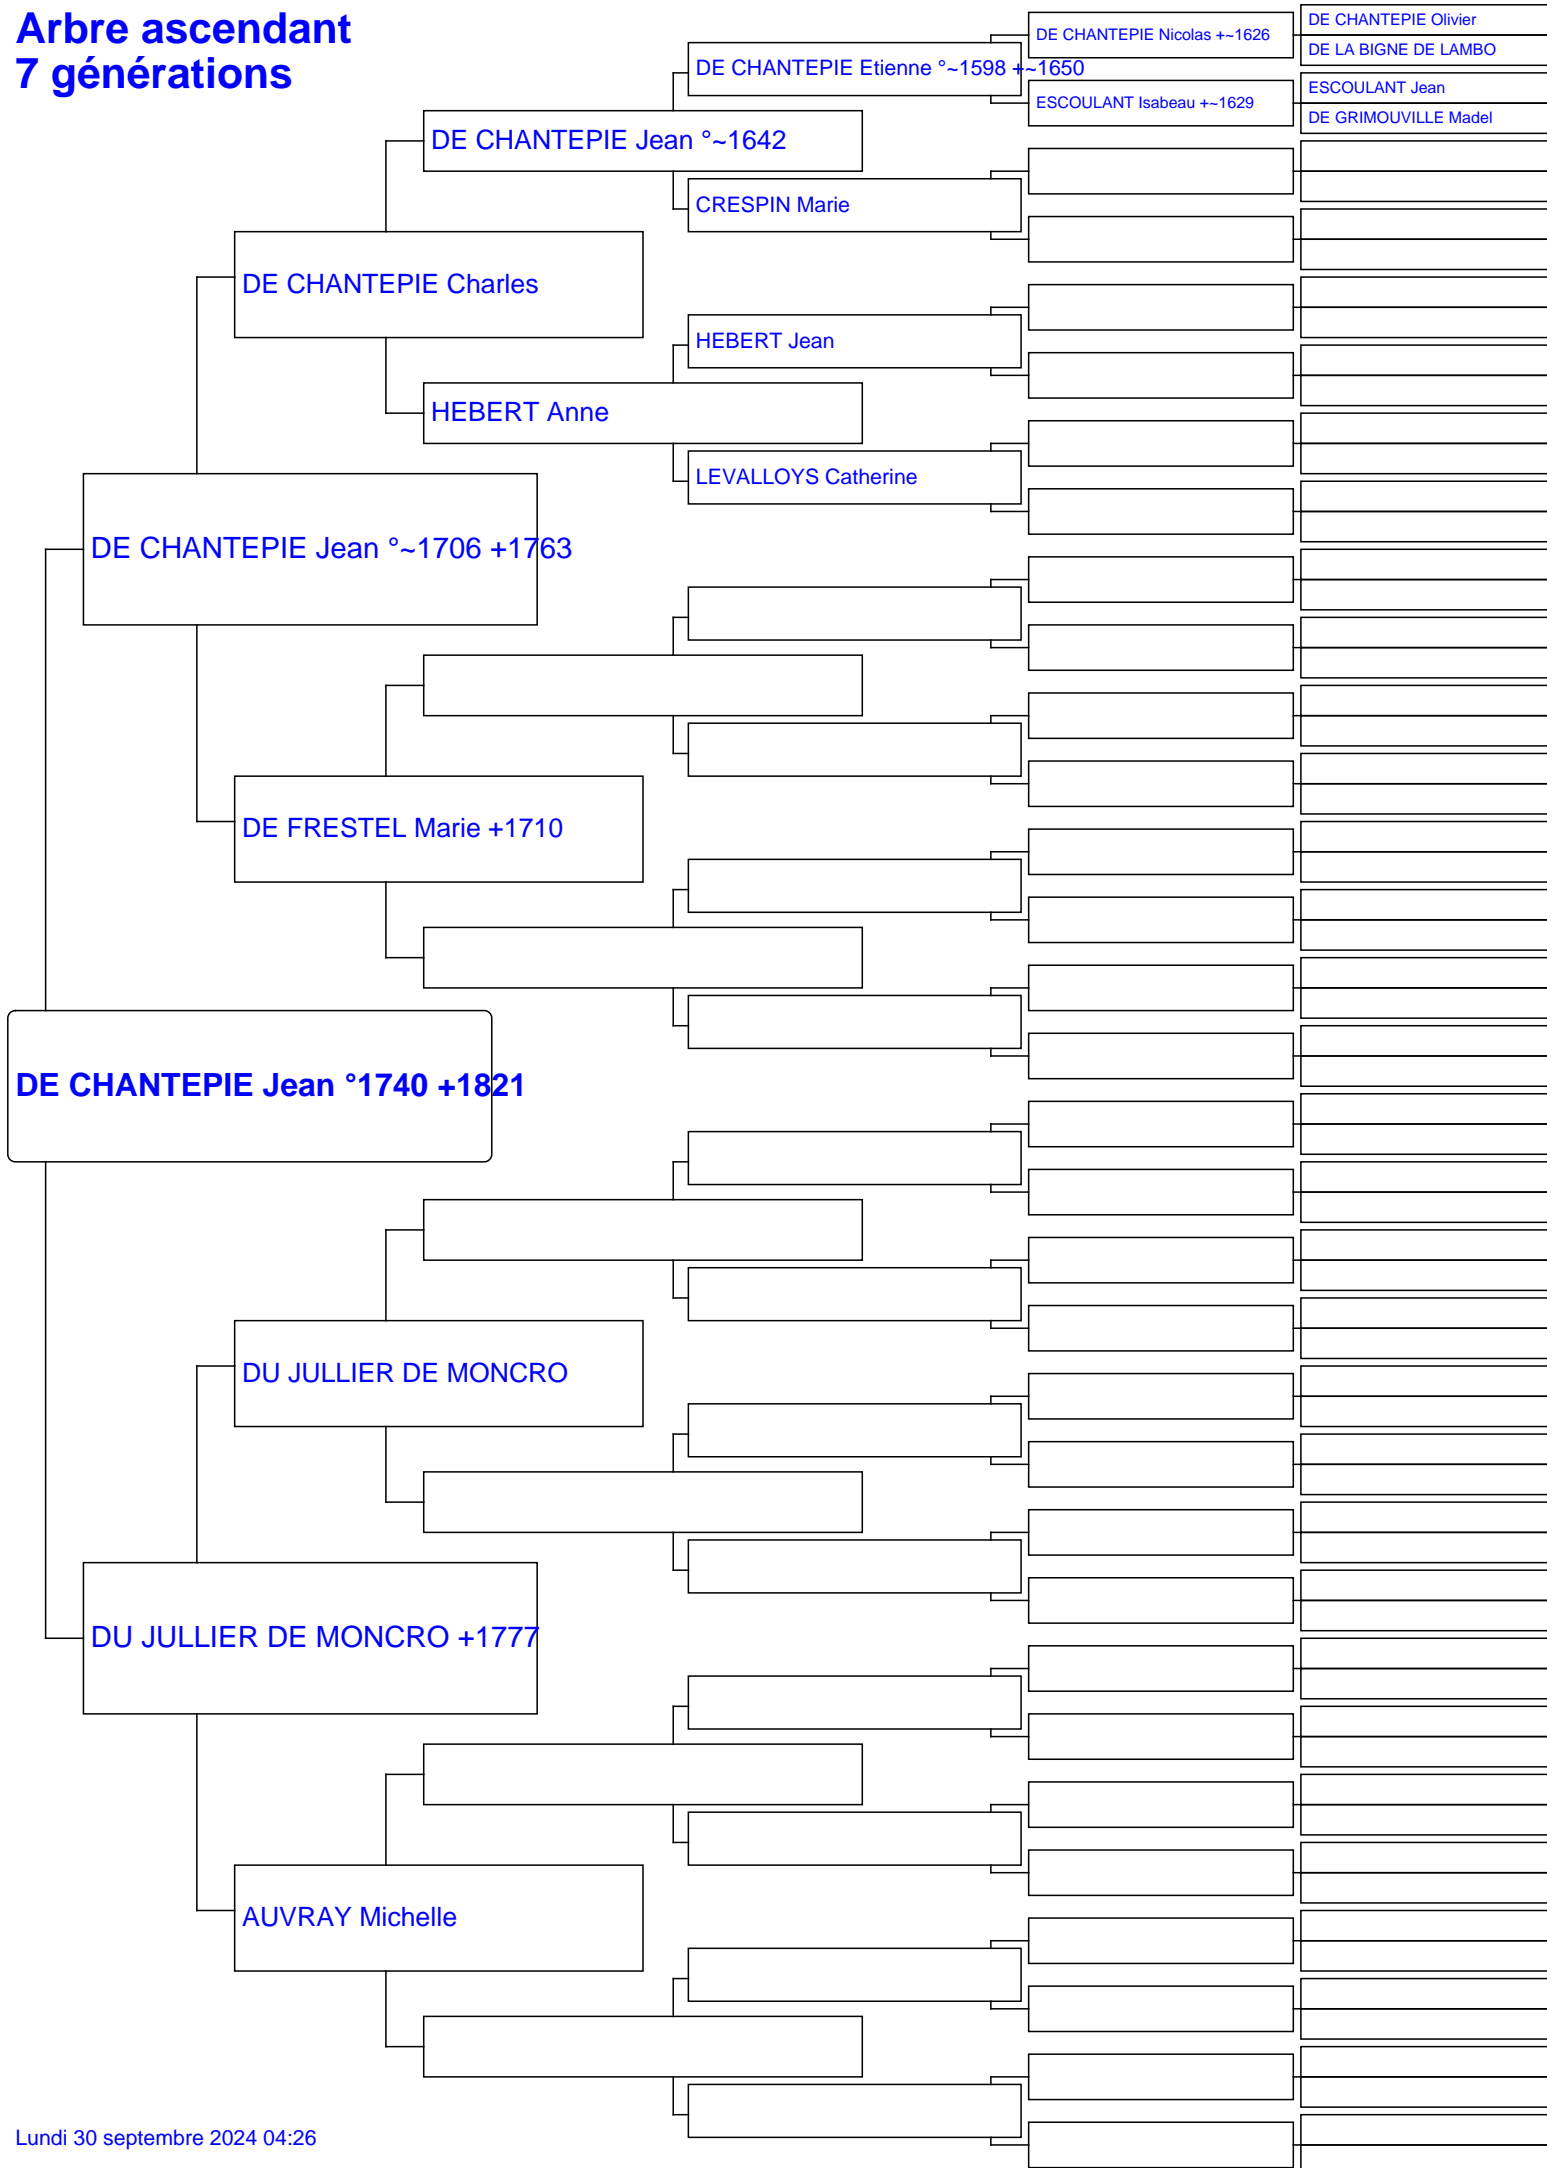 Arbre ascendant
7 générations
DE CHANTEPIE Olivier
DE CHANTEPIE Nicolas +~1626
DE LA BIGNE DE LAMBO
DE CHANTEPIE Etienne °~1598 +~1650
ESCOULANT Jean
ESCOULANT Isabeau +~1629
DE GRIMOUVILLE Madel
DE CHANTEPIE Jean °~1642
CRESPIN Marie
DE CHANTEPIE Charles
HEBERT Jean
HEBERT Anne
LEVALLOYS Catherine
DE CHANTEPIE Jean °~1706 +1763
DE FRESTEL Marie +1710
DE CHANTEPIE Jean °1740 +1821
DU JULLIER DE MONCRO
DU JULLIER DE MONCRO +1777
AUVRAY Michelle
Lundi 30 septembre 2024 04:26